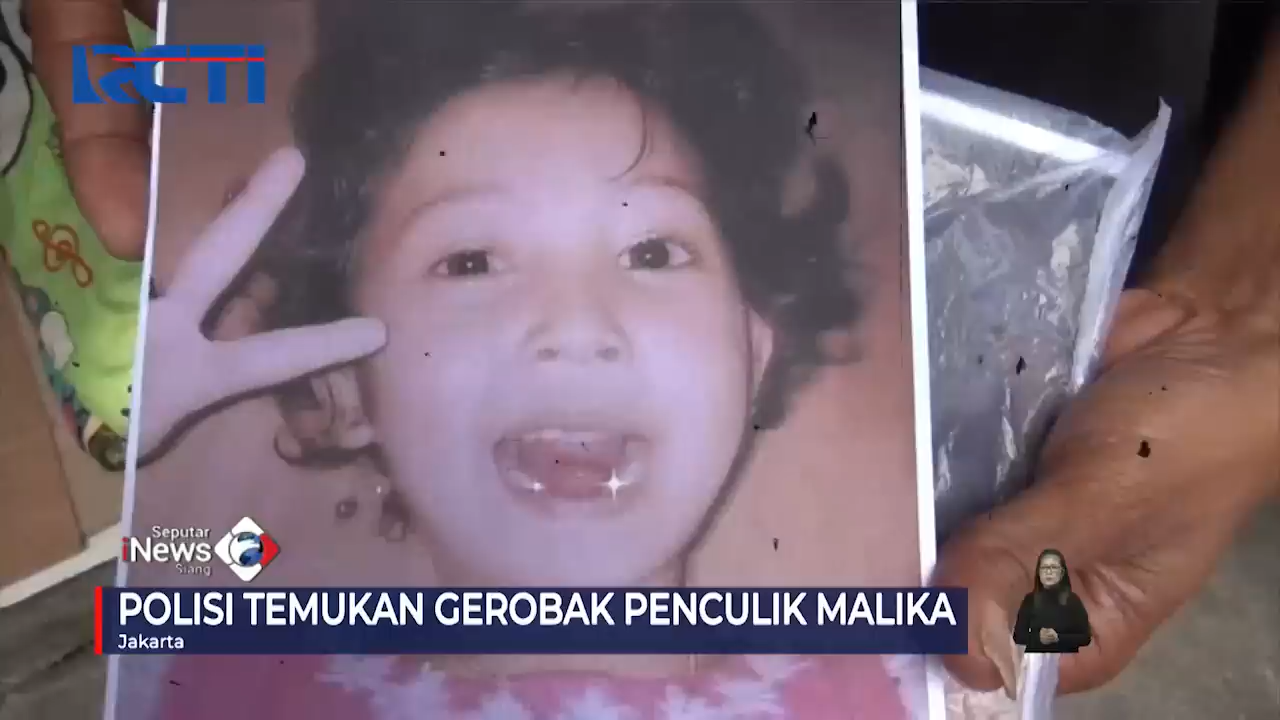 RCTI
Seputar
iNews
Siang
POLISI TEMUKAN GEROBAK PENCULIK MALIKA
Jakarta